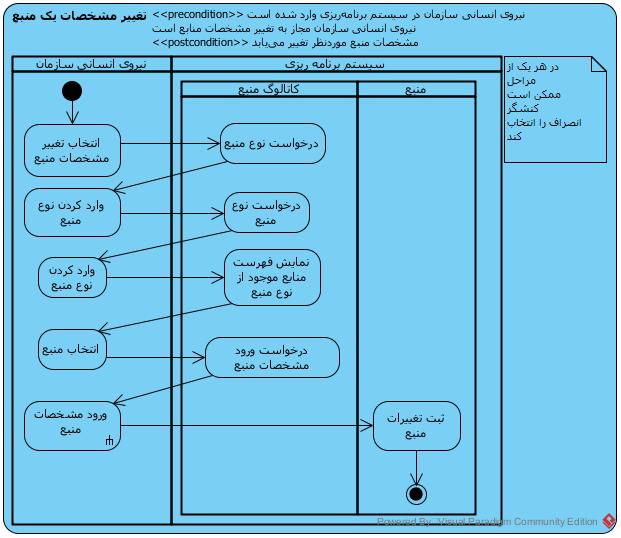 تغییر مشخصات یک منبع <<precondition>> نیروی انسانی سازمان در سیستم برنامه‌ریزی وارد شده است
نیروی انسانی سازمان مجاز به تغییر مشخصات منابع است
<<postcondition>> مشخصات منبع موردنظر تغییر می‌یابد
نیروی انسانی سازمان
سیستم برنامه ریزی
کاتالوگ منبع
منبع
در هر یک از
مراحل
ممکن است
کنشگر
انصراف را انتخاب
کند
انتخاب تغییر
مشخصات منبع
درخواست نوع منبع
وارد کردن نوع
منبع
درخواست نوع
منبع
وارد کردن
نوع منبع
نمایش فهرست
منابع موجود از
نوع منبع
انتخاب منبع
درخواست ورود
مشخصات منبع
ورود مشخصات
منبع
ثبت تغییرات
منبع
Powered By Visual Paradigm Community Edition